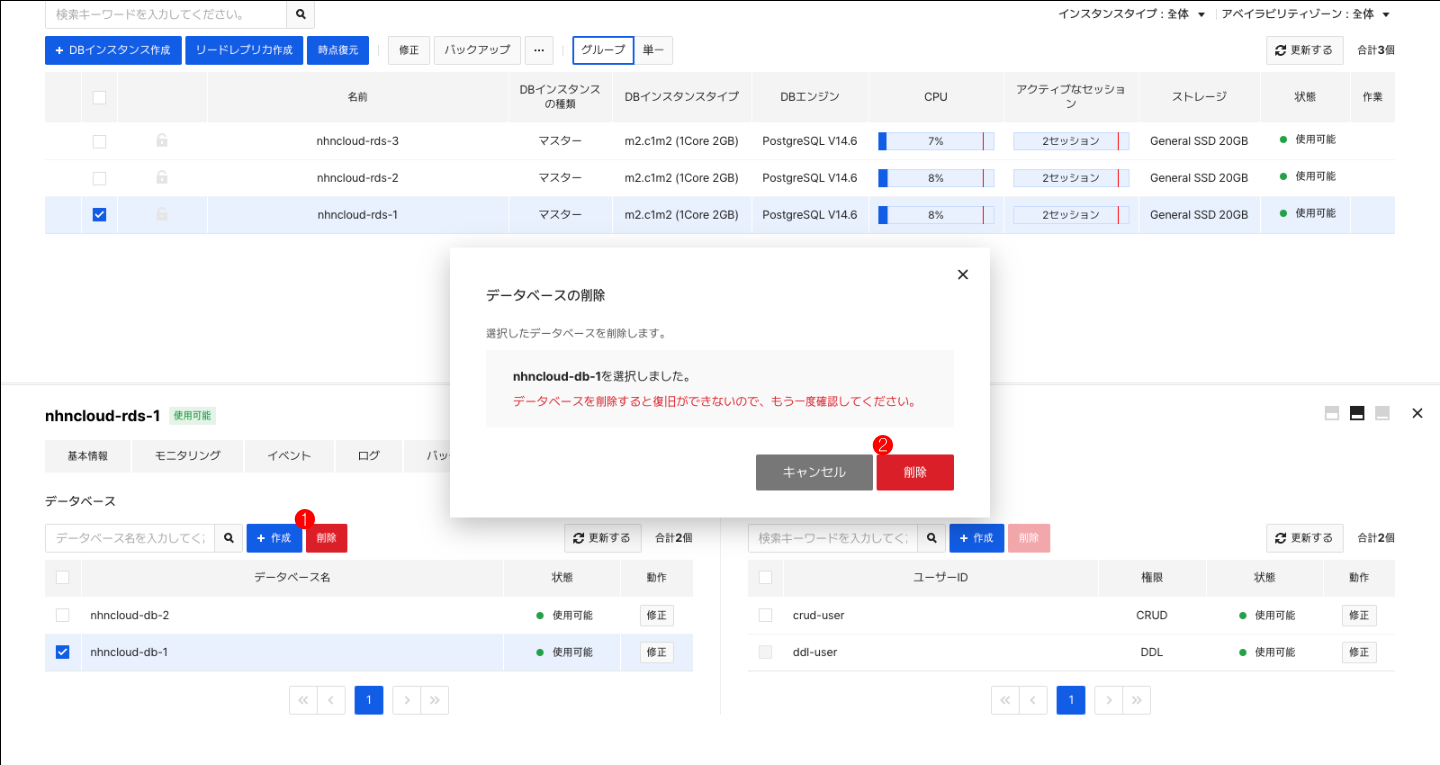 検索キーワードを入力してください。
インスタンスタイプ : 全体 ▼ アベイラビリティゾーン : 全体 ▼
+ DBインスタンス作成 リードレプリカ作成 時点復元 修正 バックアップ ··· グループ 単一 更新する 合計3個
名前 DBインスタンスの種類 DBインスタンスタイプ DBエンジン CPU アクティブなセッション ストレージ 状態 作業
nhncloud-rds-3 マスター m2.c1m2 (1Core 2GB) PostgreSQL V14.6 7% 2セッション General SSD 20GB 使用可能
nhncloud-rds-2 マスター m2.c1m2 (1Core 2GB) PostgreSQL V14.6 8% 2セッション General SSD 20GB 使用可能
nhncloud-rds-1 マスター m2.c1m2 (1Core 2GB) PostgreSQL V14.6 8% 2セッション General SSD 20GB 使用可能
データベースの削除
選択したデータベースを削除します。
nhncloud-db-1を選択しました。
データベースを削除すると復旧ができないので、もう一度確認してください。
2
キャンセル 削除
nhncloud-rds-1 使用可能
基本情報 モニタリング イベント ログ
データベース
1
データベース名を入力してく + 作成 削除 更新する 合計2個
データベース名 状態 動作
nhncloud-db-2 使用可能 修正
nhncloud-db-1 使用可能 修正
« ‹ 1 › »
検索キーワードを入力してく + 作成 削除 更新する 合計2個
ユーザーID 権限 状態 動作
crud-user CRUD 使用可能 修正
ddl-user DDL 使用可能 修正
« ‹ 1 › »